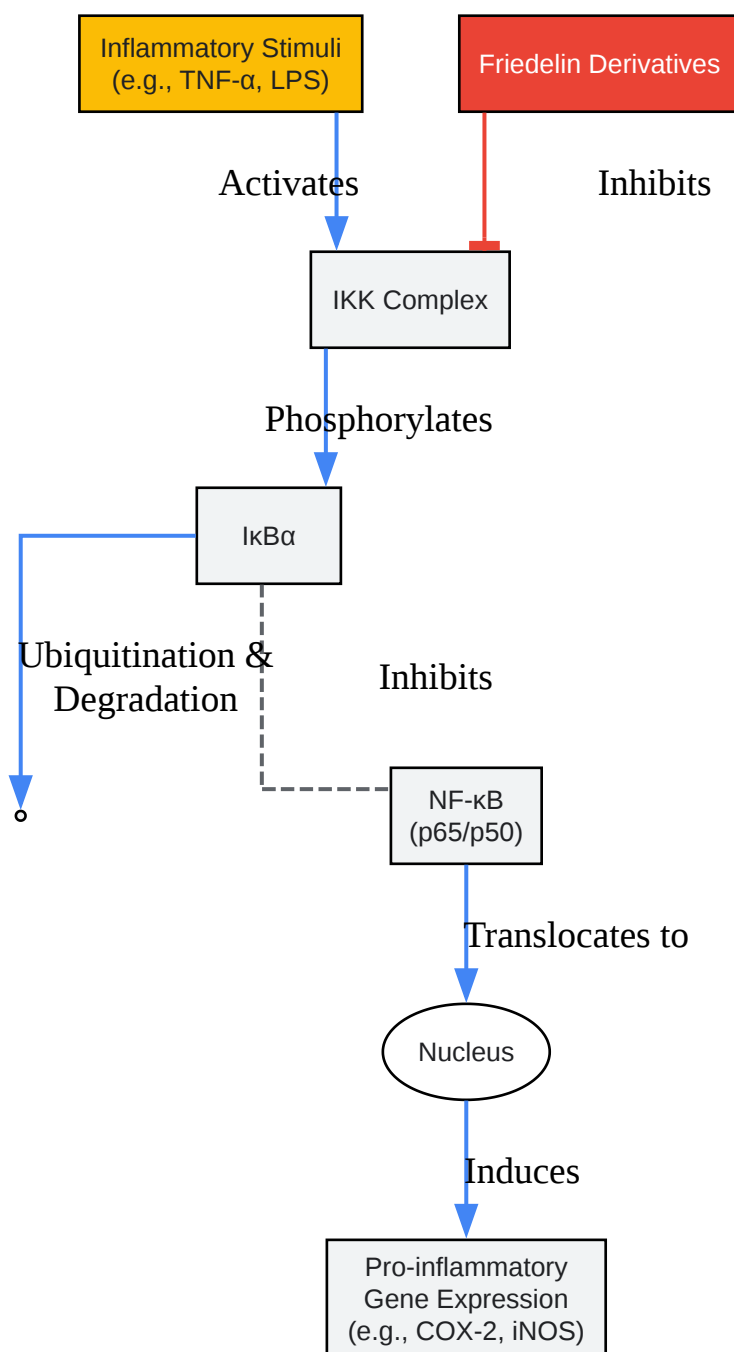 Inflammatory Stimuli
(e.g., TNF-α, LPS)
Friedelin Derivatives
Activates
Inhibits
IKK Complex
Phosphorylates
IκBα
Ubiquitination &
Degradation
Inhibits
NF-κB
(p65/p50)
Translocates to
Nucleus
Induces
Pro-inflammatory
Gene Expression
(e.g., COX-2, iNOS)